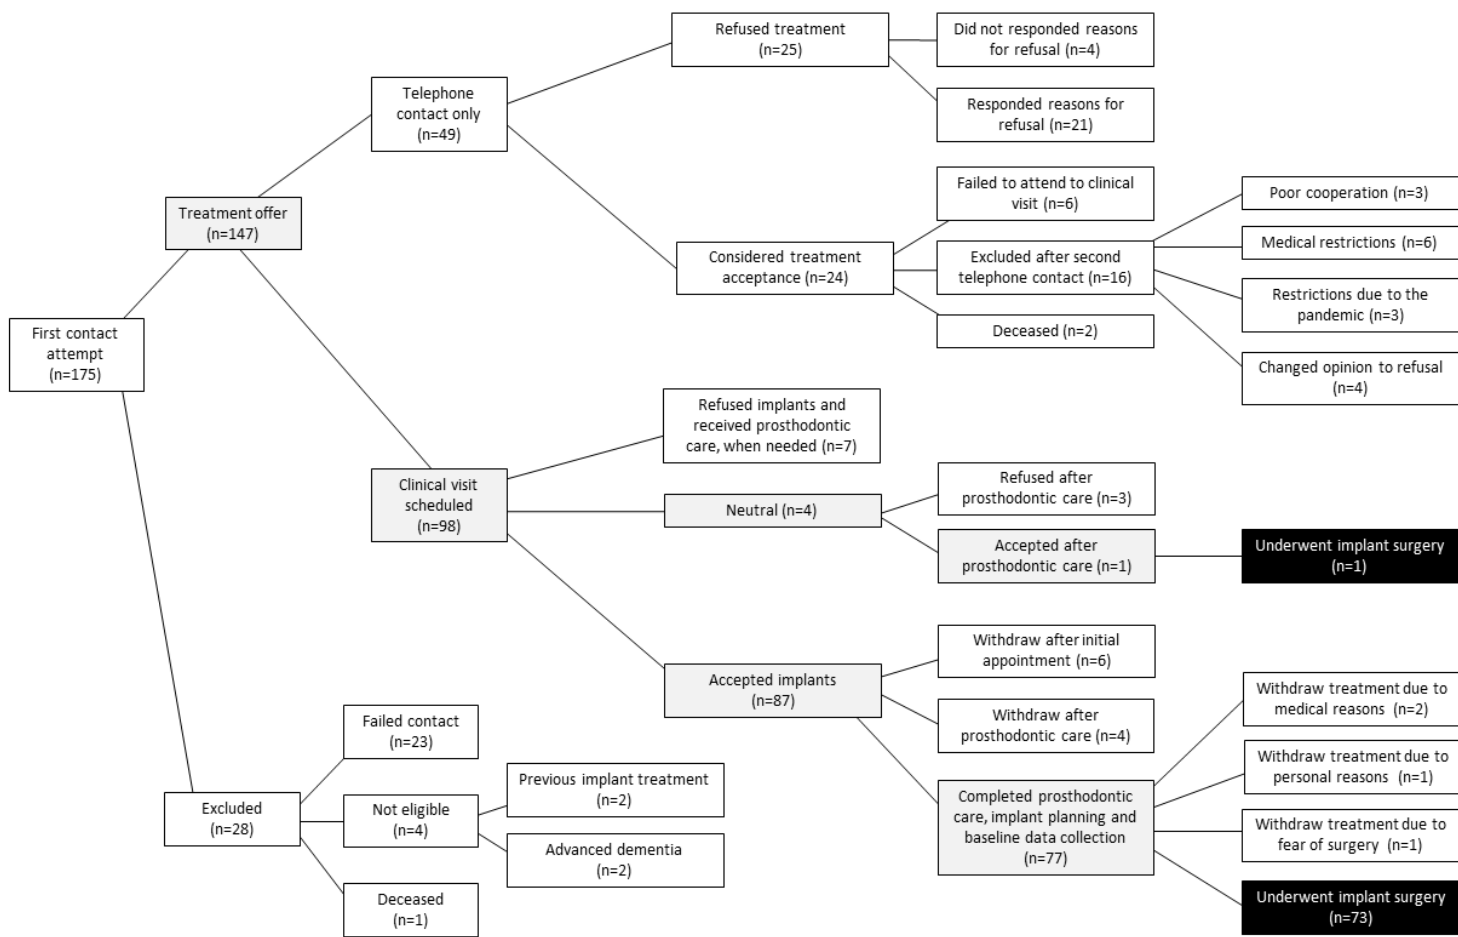 First contact
attempt
(n=175)
Treatment offer
(n=147)
Telephone
contact only
(n=49)
Refused treatment
(n=25)
Did not responded reasons
for refusal (n=4)
Responded reasons for
refusal (n=21)
Considered treatment
acceptance (n=24)
Failed to attend to clinical
visit (n=6)
Excluded after second
telephone contact (n=16)
Poor cooperation (n=3)
Medical restrictions (n=6)
Restrictions due to the
pandemic (n=3)
Changed opinion to refusal
(n=4)
Deceased (n=2)
Clinical visit
scheduled
(n=98)
Refused implants and
received prosthodontic
care, when needed (n=7)
Neutral (n=4)
Refused after
prosthodontic care (n=3)
Accepted after
prosthodontic care (n=1)
Underwent implant surgery
(n=1)
Accepted implants
(n=87)
Withdraw after initial
appointment (n=6)
Withdraw after
prosthodontic care (n=4)
Completed prosthodontic
care, implant planning and
baseline data collection
(n=77)
Withdraw treatment due to
medical reasons (n=2)
Withdraw treatment due to
personal reasons (n=1)
Withdraw treatment due to
fear of surgery (n=1)
Underwent implant surgery
(n=73)
Excluded
(n=28)
Failed contact
(n=23)
Not eligible
(n=4)
Previous implant treatment
(n=2)
Advanced dementia
(n=2)
Deceased
(n=1)